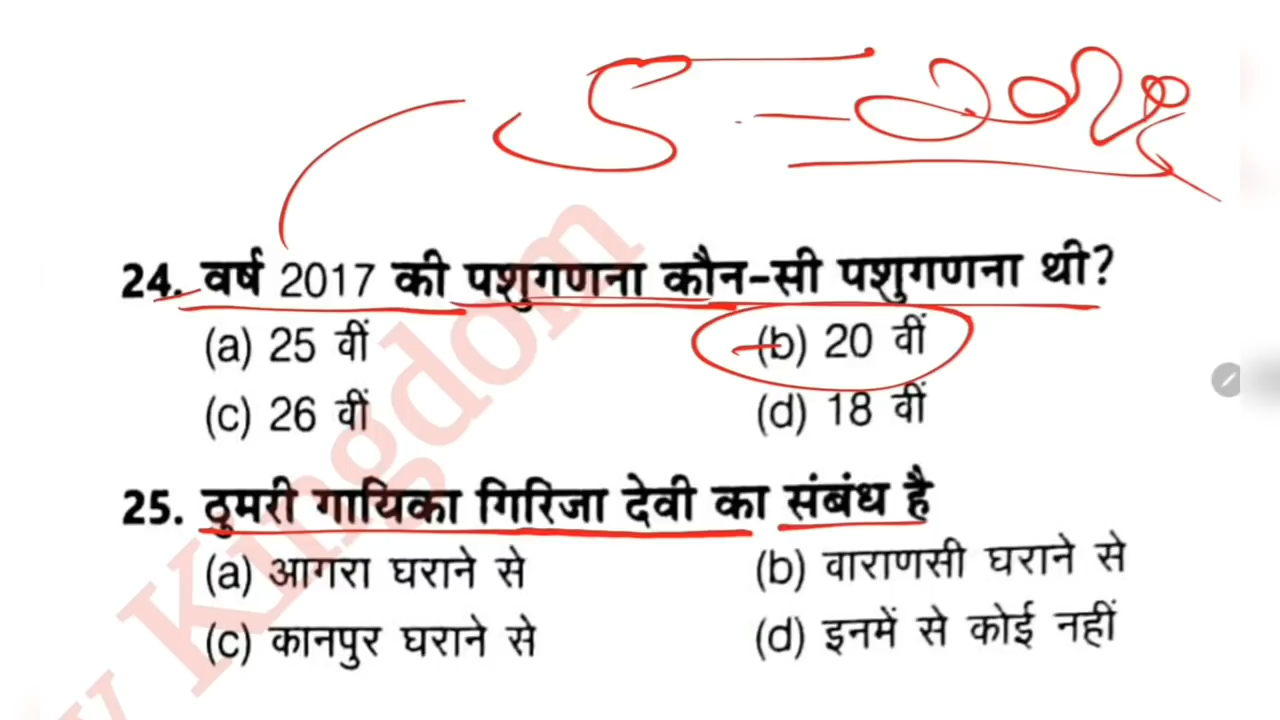 24. वर्ष 2017 की पशुगणना कौन-सी पशुगणना थी?
(a) 25 वीं (b) 20 वीं
(c) 26 वीं (d) 18 वीं
25. ठुमरी गायिका गिरिजा देवी का संबंध है
(a) आगरा घराने से (b) वाराणसी घराने से
(c) कानपुर घराने से (d) इनमें से कोई नहीं
Kingdom